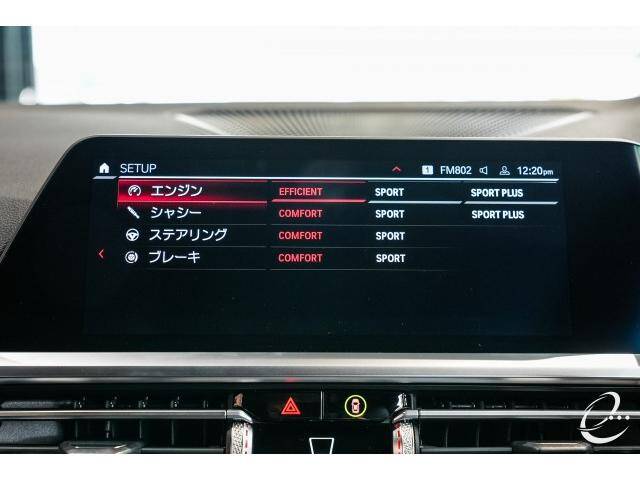 SETUP 1 FM802 12:20pm
エンジン EFFICIENT SPORT SPORT PLUS
シャシー COMFORT SPORT SPORT PLUS
ステアリング COMFORT SPORT
ブレーキ COMFORT SPORT